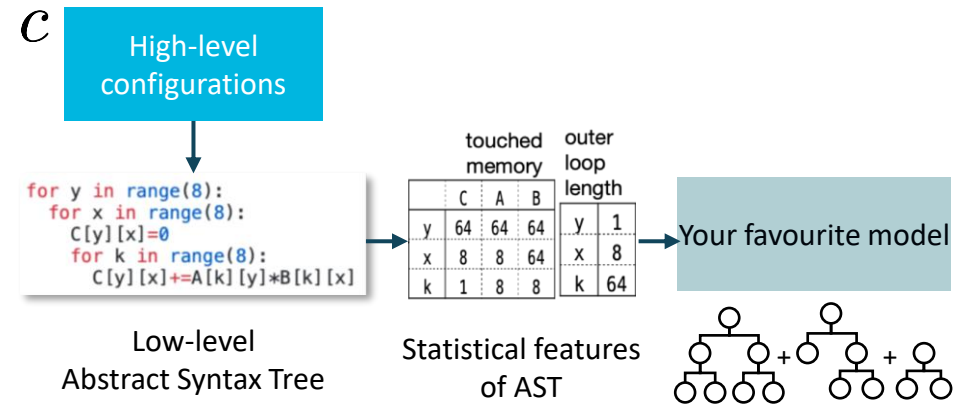 c
High-level
configurations
for y in range(8):
for x in range(8):
C[y][x]=0
for k in range(8):
C[y][x]+=A[k][y]*B[k][x]
Low-level
Abstract Syntax Tree
touched
memory
C A B
y 64 64 64
x 8 8 64
k 1 8 8
outer
loop
length
y 1
x 8
k 64
Statistical features
of AST
Your favourite model
+ +